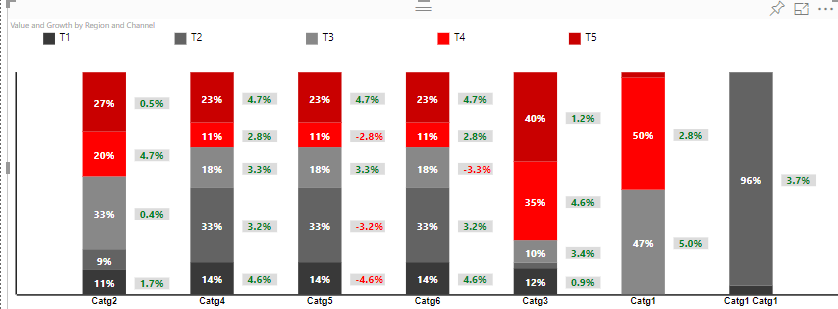 Value and Growth by Region and Channel
T1 T2 T3 T4 T5
27% 0.5% 23% 4.7% 23% 4.7% 23% 4.7% 40% 1.2%
20% 4.7% 11% 2.8% 11% -2.8% 11% 2.8% 35% 4.6% 50% 2.8%
33% 0.4% 18% 3.3% 18% 3.3% 18% -3.3% 10% 3.4% 47% 5.0% 96% 3.7%
9% 33% 3.2% 33% -3.2% 33% 3.2%
11% 1.7% 14% 4.6% 14% -4.6% 14% 4.6% 12% 0.9%
Catg2 Catg4 Catg5 Catg6 Catg3 Catg1 Catg1 Catg1